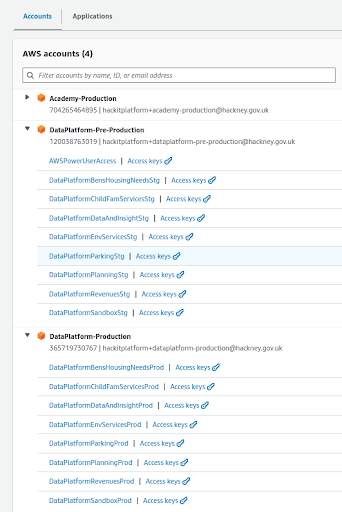 Accounts
Applications
AWS accounts (4)
Filter accounts by name, ID, or email address
Academy-Production
704265464895 | hackitplatform+academy-production@hackney.gov.uk
DataPlatform-Pre-Production
120038763019 | hackitplatform+dataplatform-pre-production@hackney.gov.uk
AWSPowerUserAccess | Access keys
DataPlatformBensHousingNeedsStg | Access keys
DataPlatformChildFamServicesStg | Access keys
DataPlatformDataAndInsightStg | Access keys
DataPlatformEnvServicesStg | Access keys
DataPlatformParkingStg | Access keys
DataPlatformPlanningStg | Access keys
DataPlatformRevenuesStg | Access keys
DataPlatformSandboxStg | Access keys
DataPlatform-Production
365719730767 | hackitplatform+dataplatform-production@hackney.gov.uk
DataPlatformBensHousingNeedsProd | Access keys
DataPlatformChildFamServicesProd | Access keys
DataPlatformDataAndInsightProd | Access keys
DataPlatformEnvServicesProd | Access keys
DataPlatformParkingProd | Access keys
DataPlatformPlanningProd | Access keys
DataPlatformRevenuesProd | Access keys
DataPlatformSandboxProd | Access keys